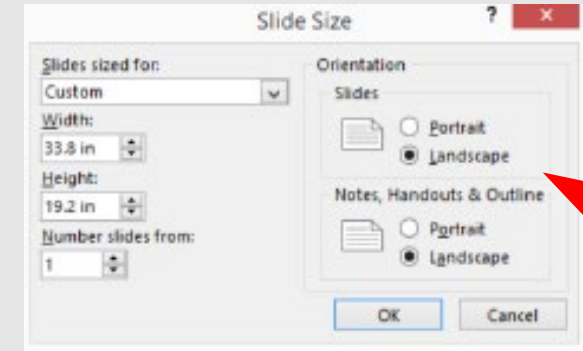 Slide Size ?
Slides sized for:
Custom
Width:
33.8 in
Height:
19.2 in
Number slides from:
1
Orientation
Slides
Portrait
Landscape
Notes, Handouts & Outline
Portrait
Landscape
OK Cancel